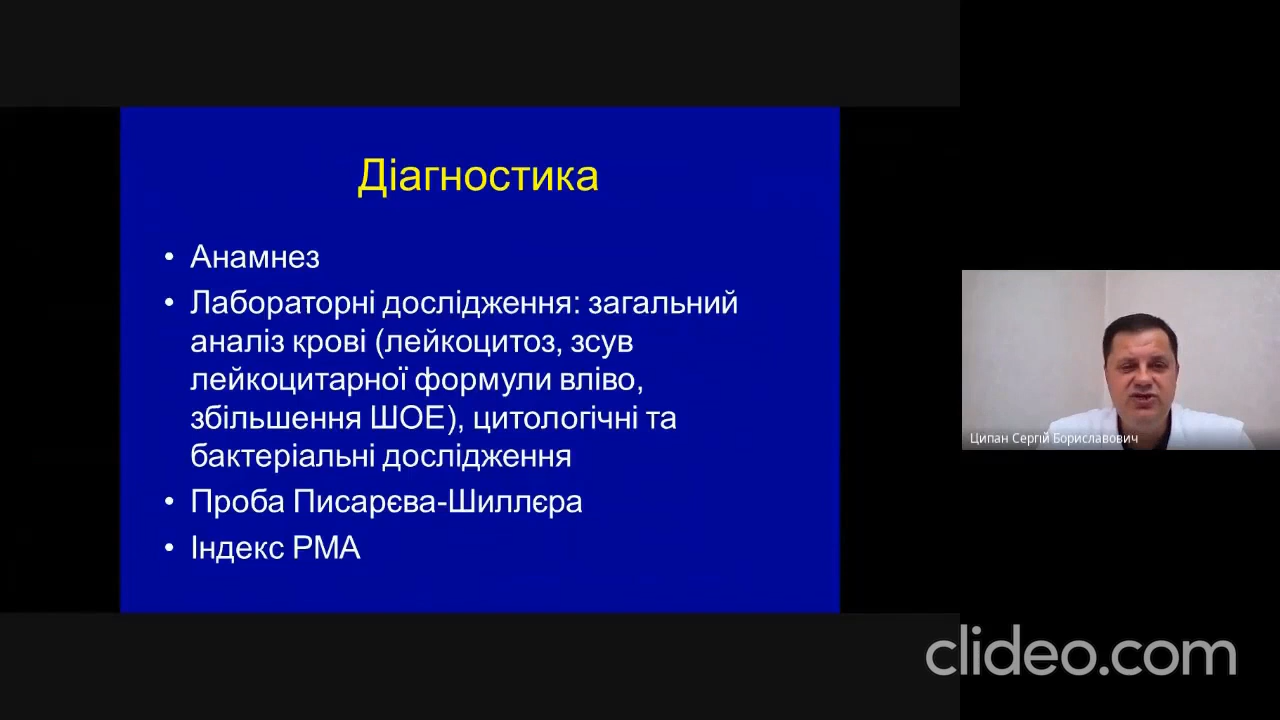 Діагностика
• Анамнез
• Лабораторні дослідження: загальний
аналіз крові (лейкоцитоз, зсув
лейкоцитарної формули вліво,
збільшення ШОЕ), цитологічні та
бактеріальні дослідження
• Проба Писарєва-Шиллєра
• Індекс РМА
Ципан Сергій Бориславович
clideo.com